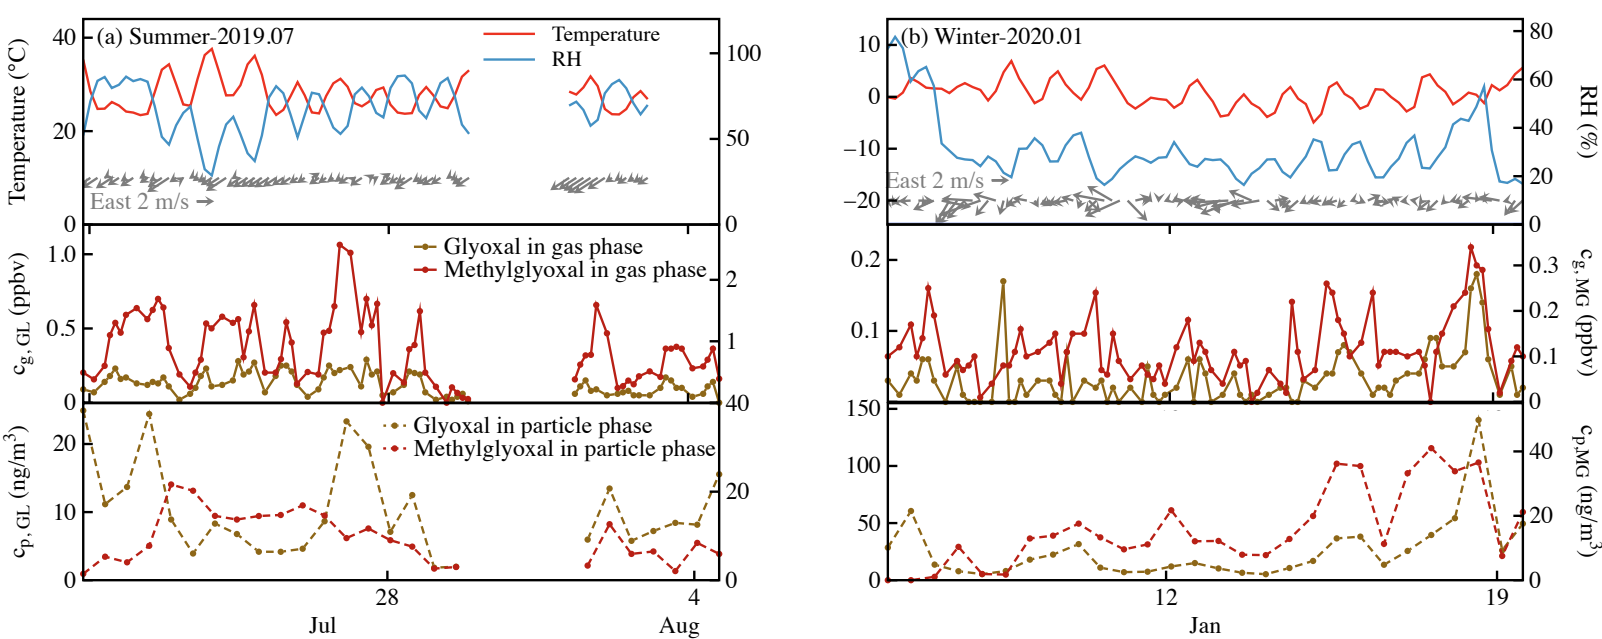 (a) Summer-2019.07
Temperature
RH
Temperature (°C)
40
20
0
100
50
0
East 2 m/s
Glyoxal in gas phase
Methylglyoxal in gas phase
c_g, GL (ppbv)
1.0
0.5
0
2
1
Glyoxal in particle phase
Methylglyoxal in particle phase
c_p, GL (ng/m³)
20
10
0
40
20
0
28
4
Jul
Aug
(b) Winter-2020.01
10
0
−10
−20
80
60
40
20
0
RH (%)
East 2 m/s
0.2
0.1
0.3
0.2
0.1
0
c_g, MG (ppbv)
150
100
50
0
40
20
0
c_p,MG (ng/m³)
12
19
Jan